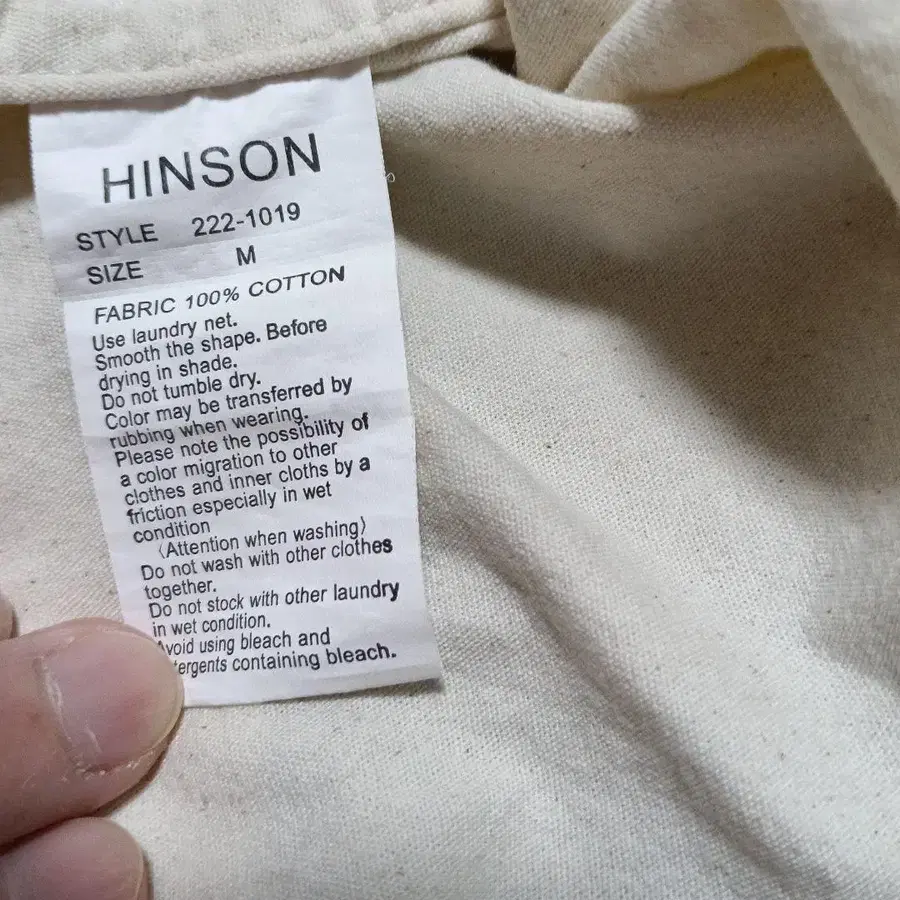 HINSON
STYLE 222-1019
SIZE M
FABRIC 100% COTTON
Use laundry net.
Smooth the shape. Before
drying in shade.
Do not tumble dry.
Color may be transferred by
rubbing when wearing.
Please note the possibility of
a color migration to other
clothes and inner cloths by a
friction especially in wet
condition
〈Attention when washing〉
Do not wash with other clothes
together.
Do not stock with other laundry
in wet condition.
Avoid using bleach and
tergents containing bleach.